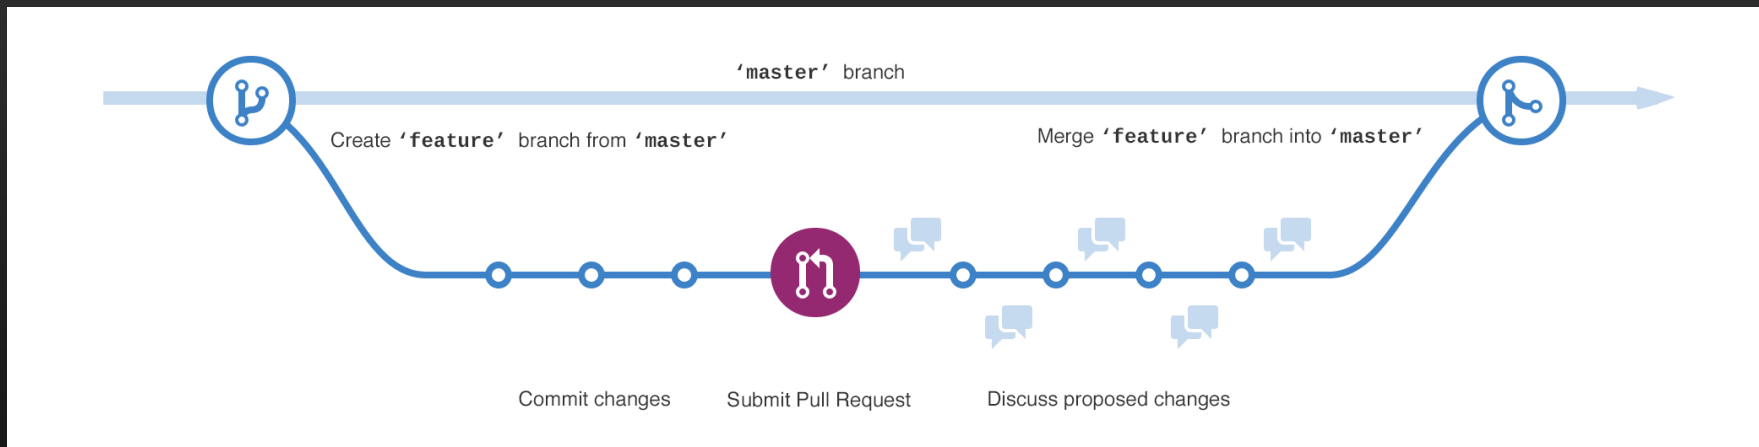 ‘master’ branch
Create ‘feature’ branch from ‘master’
Merge ‘feature’ branch into ‘master’
Commit changes
Submit Pull Request
Discuss proposed changes